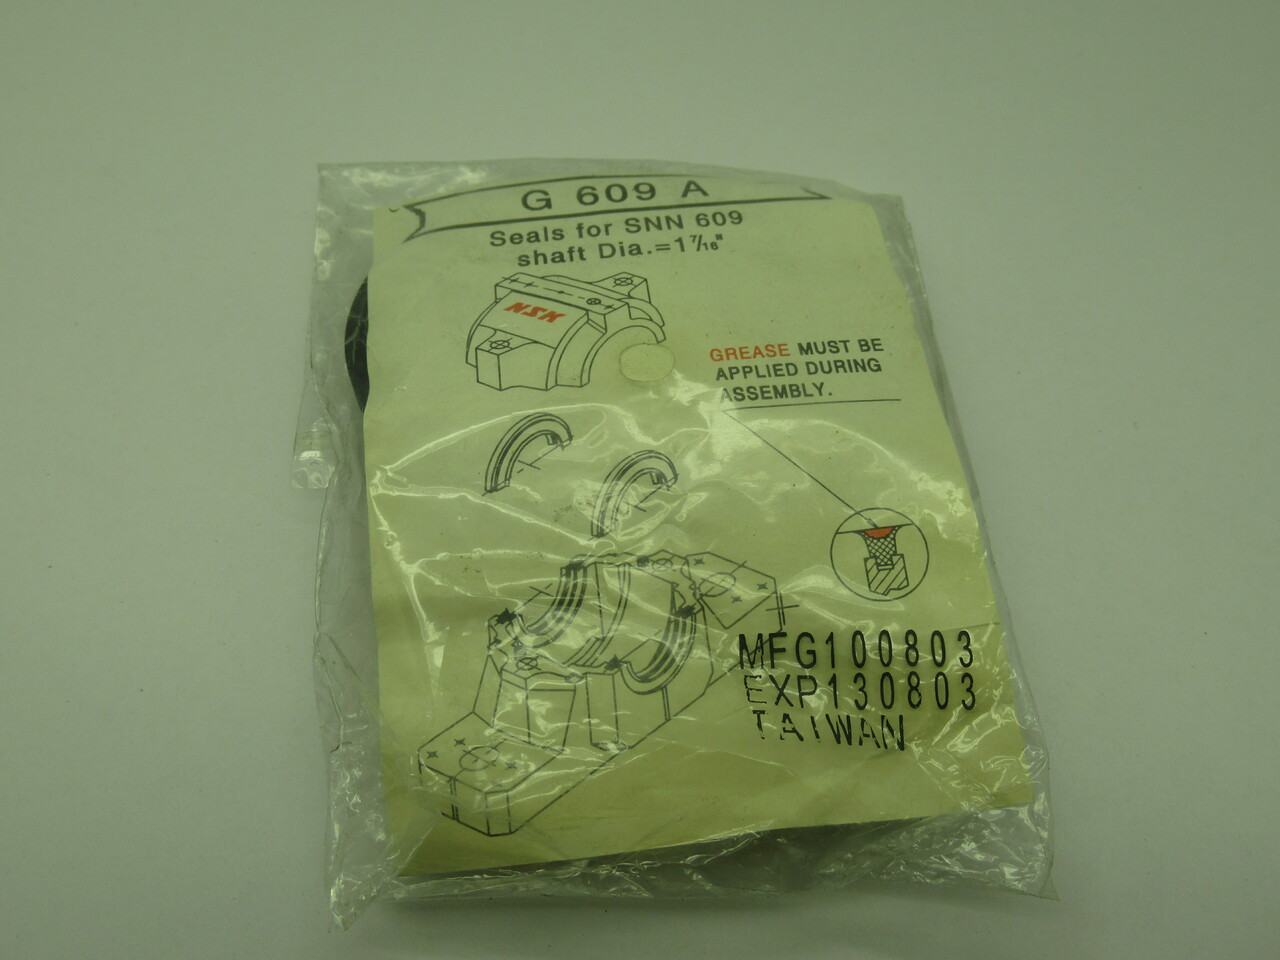 G 609 A
Seals for SNN 609
shaft Dia.=1 7/16"
NSK
GREASE MUST BE
APPLIED DURING
ASSEMBLY.
MFG100803
EXP130803
TAIWAN